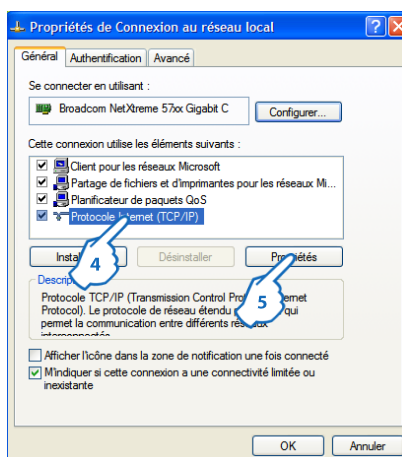 Propriétés de Connexion au réseau local
Général Authentification Avancé
Se connecter en utilisant :
Broadcom NetXtreme 57xx Gigabit C
Configurer...
Cette connexion utilise les éléments suivants :
Client pour les réseaux Microsoft
Partage de fichiers et d'imprimantes pour les réseaux Mi...
Planificateur de paquets QoS
Protocole Internet (TCP/IP)
4
Désinstaller
Propriétés
5
Protocole TCP/IP (Transmission Control
Protocol). Le protocole de réseau étendu qui
permet la communication entre différents
Afficher l'icône dans la zone de notification une fois connecté
M'indiquer si cette connexion a une connectivité limitée ou
inexistante
OK Annuler